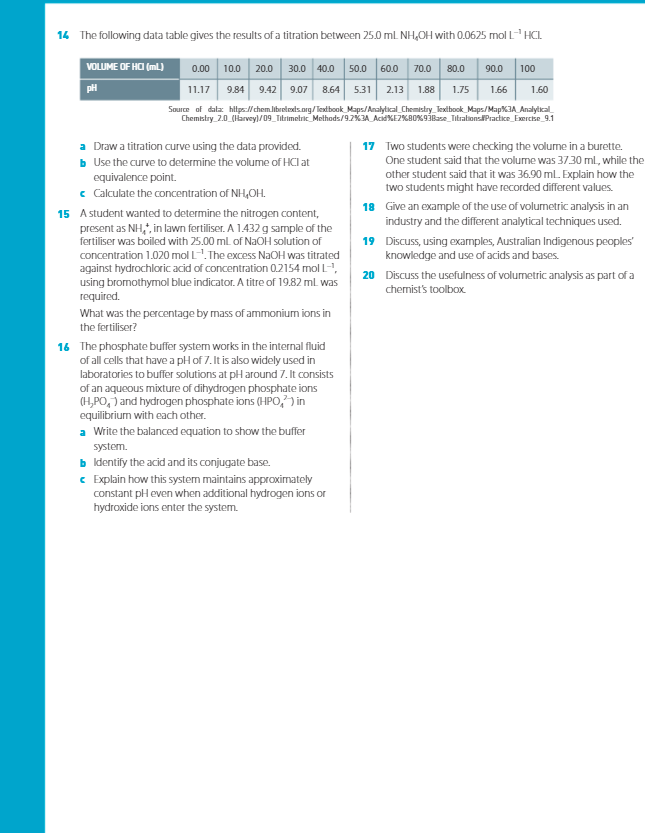 14 The following data table gives the results of a titration between 25.0 mL NH₄OH with 0.0625 mol L⁻¹ HCl.
VOLUME OF HCl (mL) 0.00 10.0 20.0 30.0 40.0 50.0 60.0 70.0 80.0 90.0 100
pH 11.17 9.84 9.42 9.07 8.64 5.31 2.13 1.88 1.75 1.66 1.60
Source of data: https://chem.libretexts.org/Textbook_Maps/Analytical_Chemistry_Textbook_Maps/Map%3A_Analytical_
Chemistry_2.0_(Harvey)/09_Titrimetric_Methods/9.2%3A_Acid%E2%80%93Base_Titrations#Practice_Exercise_9.1
a Draw a titration curve using the data provided.
b Use the curve to determine the volume of HCl at
equivalence point.
c Calculate the concentration of NH₄OH.
15 A student wanted to determine the nitrogen content,
present as NH₄⁺, in lawn fertiliser. A 1.432 g sample of the
fertiliser was boiled with 25.00 mL of NaOH solution of
concentration 1.020 mol L⁻¹. The excess NaOH was titrated
against hydrochloric acid of concentration 0.2154 mol L⁻¹,
using bromothymol blue indicator. A titre of 19.82 mL was
required.
What was the percentage by mass of ammonium ions in
the fertiliser?
16 The phosphate buffer system works in the internal fluid
of all cells that have a pH of 7. It is also widely used in
laboratories to buffer solutions at pH around 7. It consists
of an aqueous mixture of dihydrogen phosphate ions
(H₂PO₄⁻) and hydrogen phosphate ions (HPO₄²⁻) in
equilibrium with each other.
a Write the balanced equation to show the buffer
system.
b Identify the acid and its conjugate base.
c Explain how this system maintains approximately
constant pH even when additional hydrogen ions or
hydroxide ions enter the system.
17 Two students were checking the volume in a burette.
One student said that the volume was 37.30 mL, while the
other student said that it was 36.90 mL. Explain how the
two students might have recorded different values.
18 Give an example of the use of volumetric analysis in an
industry and the different analytical techniques used.
19 Discuss, using examples, Australian Indigenous peoples'
knowledge and use of acids and bases.
20 Discuss the usefulness of volumetric analysis as part of a
chemist's toolbox.